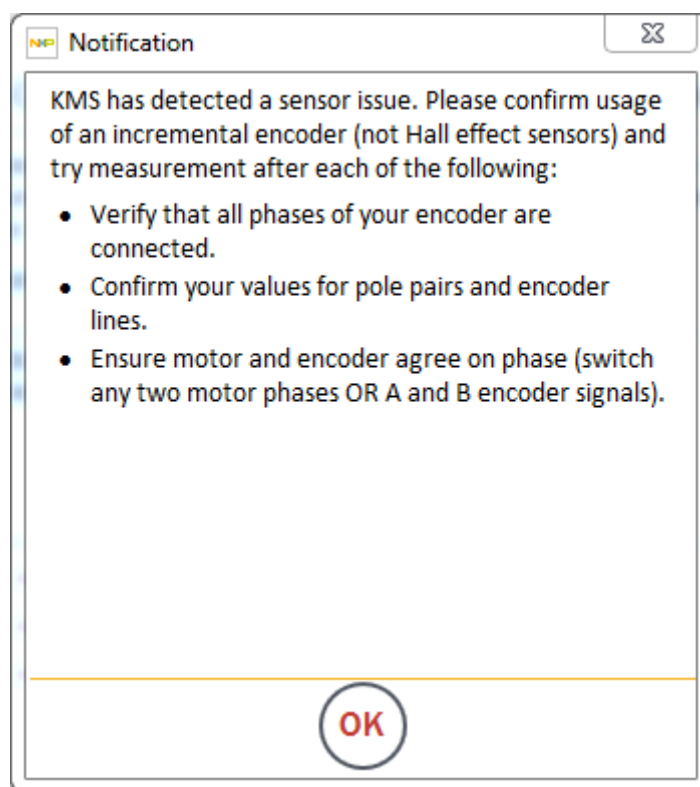 NXP Notification
KMS has detected a sensor issue. Please confirm usage
of an incremental encoder (not Hall effect sensors) and
try measurement after each of the following:
• Verify that all phases of your encoder are
connected.
• Confirm your values for pole pairs and encoder
lines.
• Ensure motor and encoder agree on phase (switch
any two motor phases OR A and B encoder signals).
OK